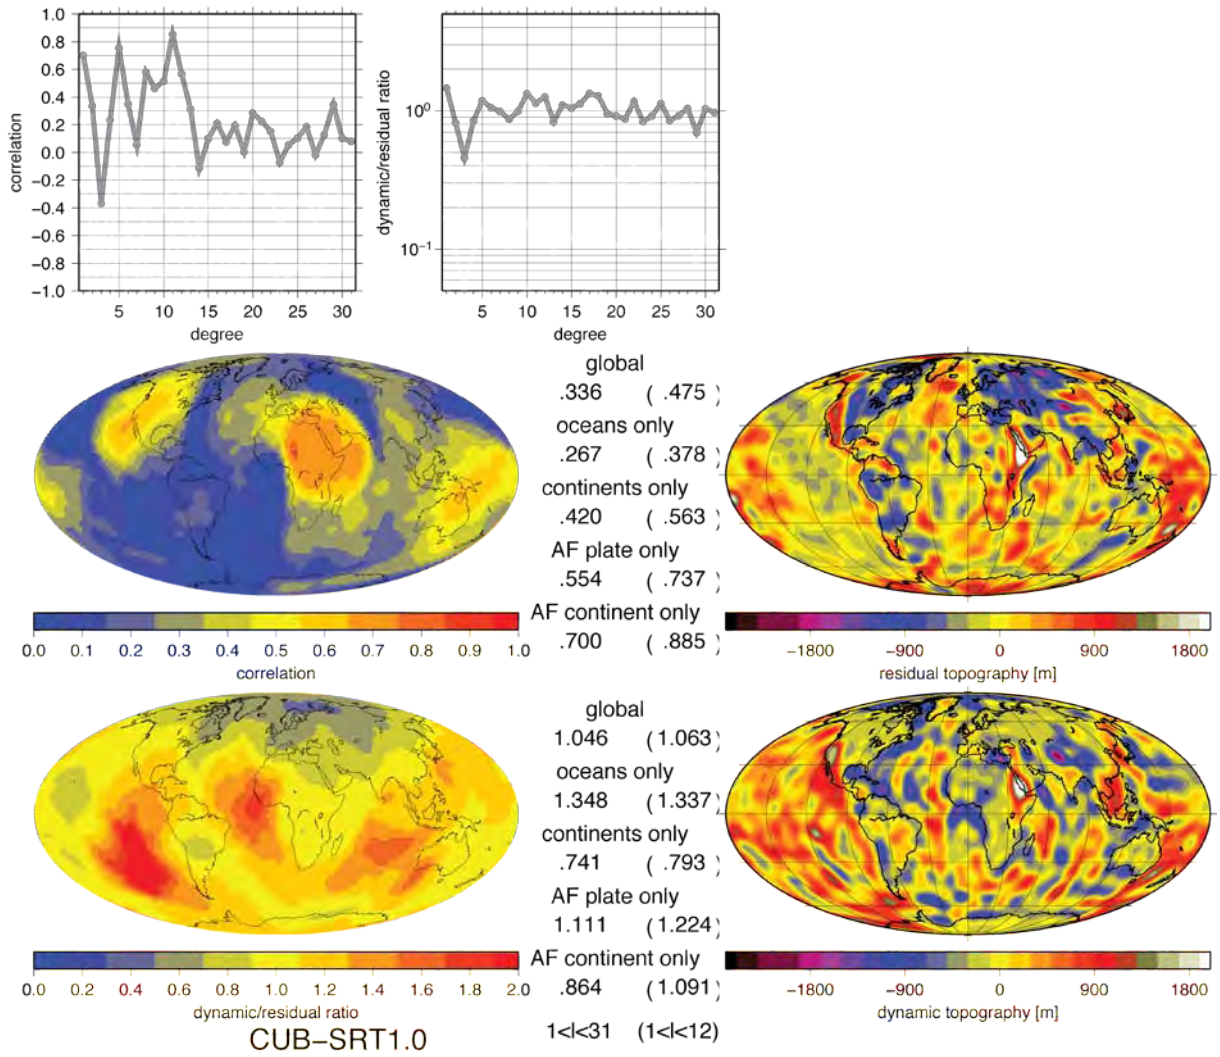 1.0
0.8
0.6
0.4
0.2
0.0
−0.2
−0.4
−0.6
−0.8
−1.0
correlation
5 10 15 20 25 30
degree
10⁰
10⁻¹
dynamic/residual ratio
5 10 15 20 25 30
degree
global
.336 ( .475 )
oceans only
.267 ( .378 )
continents only
.420 ( .563 )
AF plate only
.554 ( .737 )
AF continent only
.700 ( .885 )
0.0 0.1 0.2 0.3 0.4 0.5 0.6 0.7 0.8 0.9 1.0
correlation
−1800 −900 0 900 1800
residual topography [m]
global
1.046 ( 1.063 )
oceans only
1.348 ( 1.337 )
continents only
.741 ( .793 )
AF plate only
1.111 ( 1.224 )
AF continent only
.864 ( 1.091 )
0.0 0.2 0.4 0.6 0.8 1.0 1.2 1.4 1.6 1.8 2.0
dynamic/residual ratio
−1800 −900 0 900 1800
dynamic topography [m]
CUB−SRT1.0
1<l<31 (1<l<12)